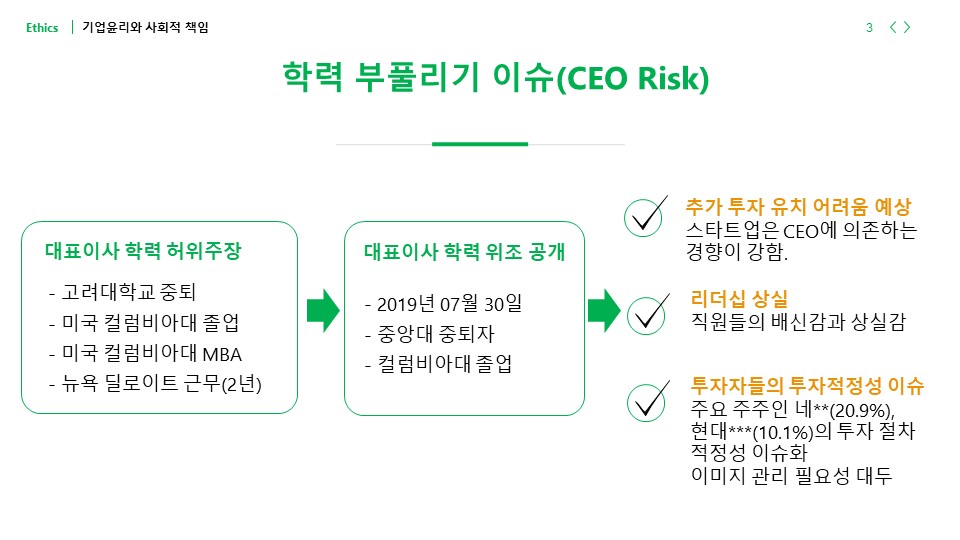 Ethics
기업윤리와 사회적 책임
3
학력 부풀리기 이슈(CEO Risk)
대표이사 학력 허위주장
- 고려대학교 중퇴
- 미국 컬럼비아대 졸업
- 미국 컬럼비아대 MBA
- 뉴욕 딜로이트 근무(2년)
대표이사 학력 위조 공개
- 2019년 07월 30일
- 중앙대 중퇴자
- 컬럼비아대 졸업
추가 투자 유치 어려움 예상
스타트업은 CEO에 의존하는
경향이 강함.
리더십 상실
직원들의 배신감과 상실감
투자자들의 투자적정성 이슈
주요 주주인 네**(20.9%),
현대***(10.1%)의 투자 절차
적정성 이슈화
이미지 관리 필요성 대두